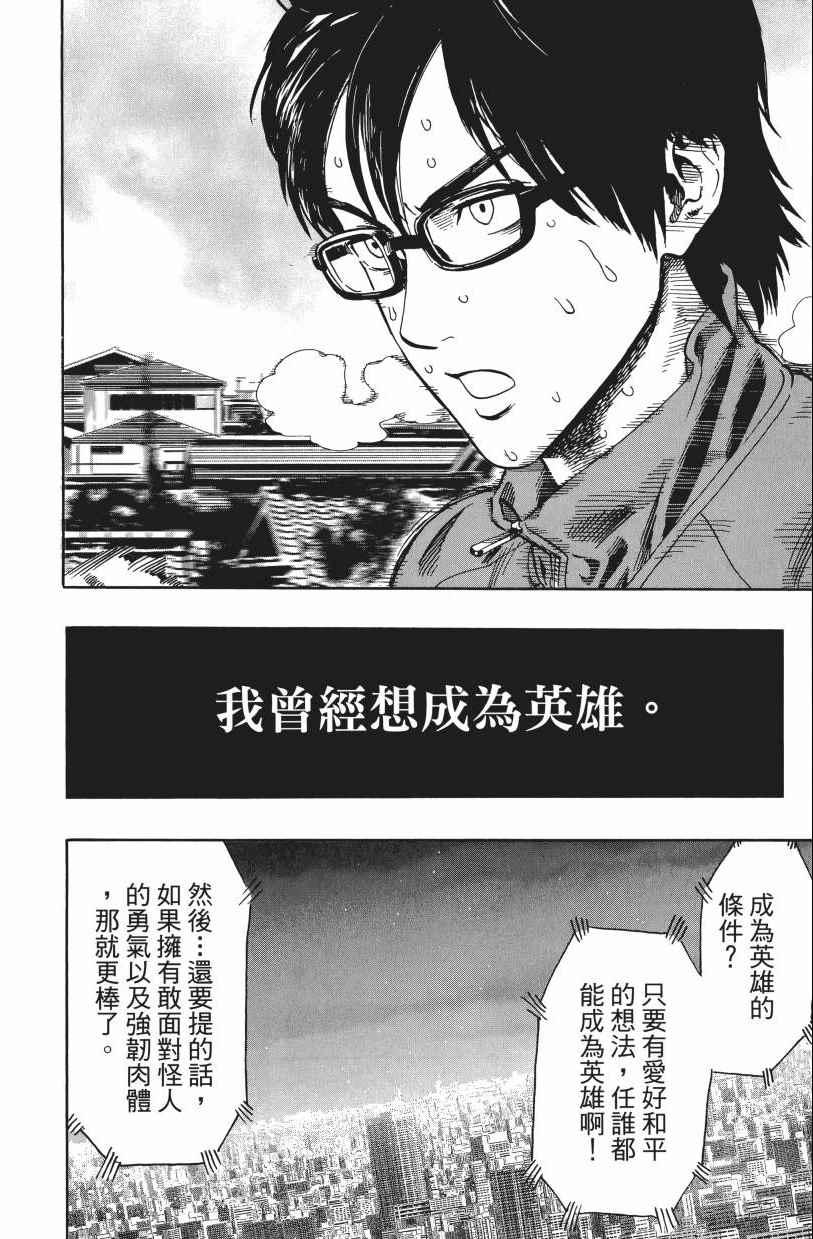 我曾經想成為英雄。
成為英雄的
條件？
只要有愛好和平
的想法，任誰都
能成為英雄啊！
然後…還要提的話，
如果擁有敢面對怪人
的勇氣以及強韌肉體
，那就更棒了。